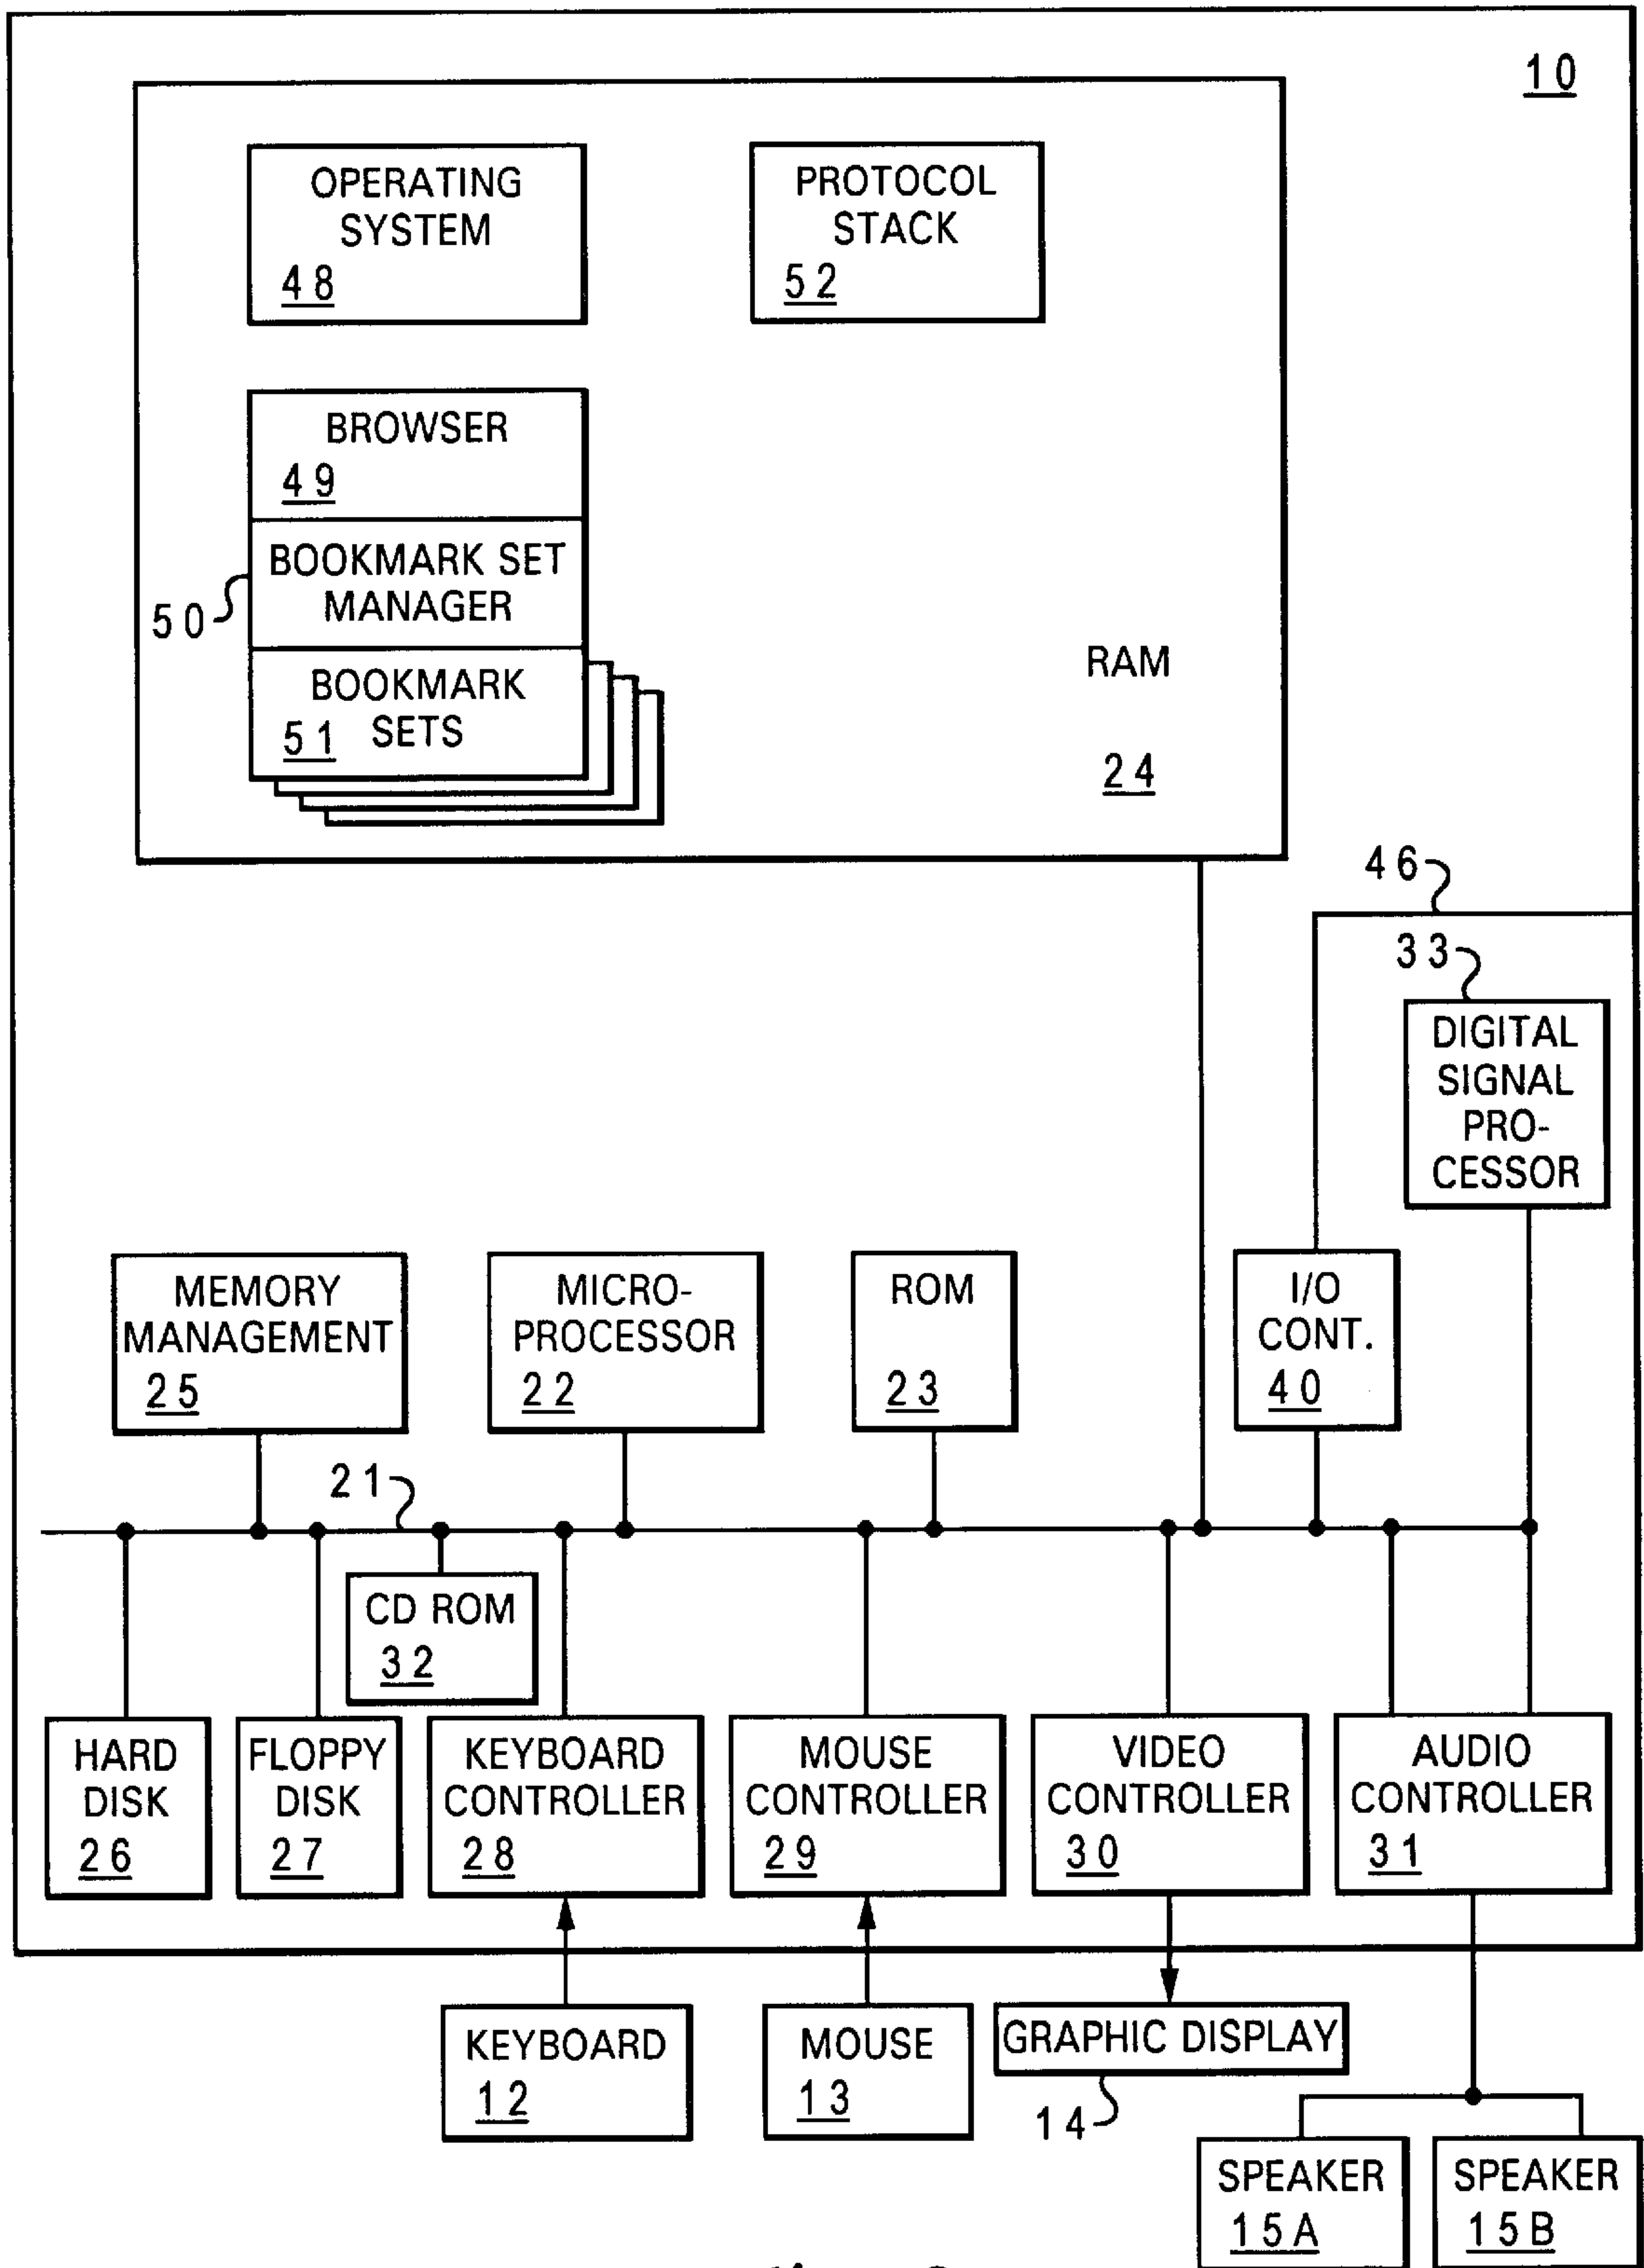 10
OPERATING
SYSTEM
48
PROTOCOL
STACK
52
BROWSER
49
BOOKMARK SET
MANAGER
50
BOOKMARK
SETS
51
RAM
24
46
33
DIGITAL
SIGNAL
PRO-
CESSOR
MEMORY
MANAGEMENT
25
MICRO-
PROCESSOR
22
ROM
23
I/O
CONT.
40
21
CD ROM
32
HARD
DISK
26
FLOPPY
DISK
27
KEYBOARD
CONTROLLER
28
MOUSE
CONTROLLER
29
VIDEO
CONTROLLER
30
AUDIO
CONTROLLER
31
KEYBOARD
12
MOUSE
13
GRAPHIC DISPLAY
14
SPEAKER
15A
SPEAKER
15B